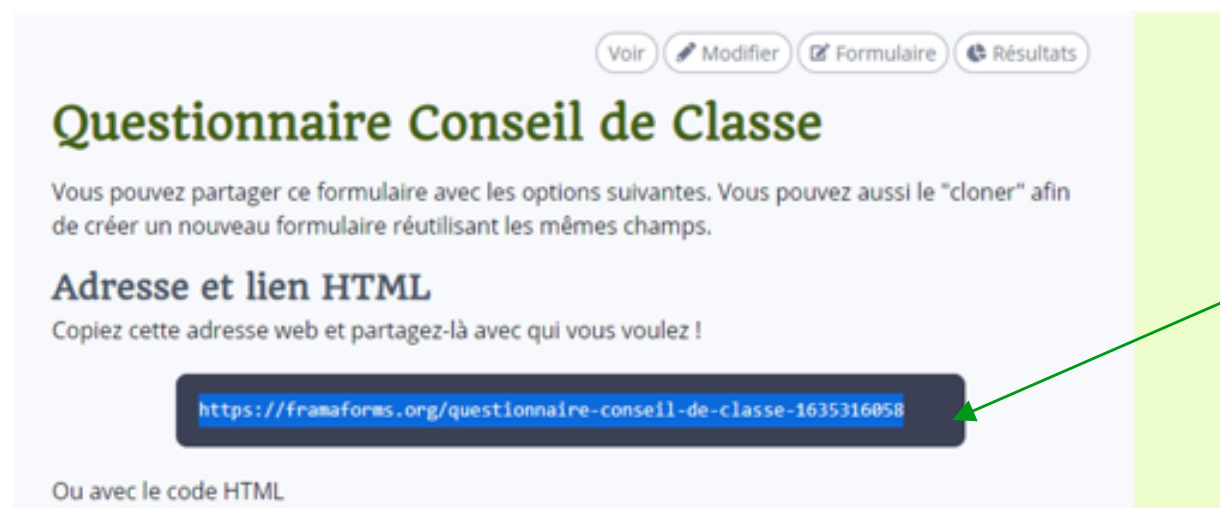 Voir Modifier Formulaire Résultats
Questionnaire Conseil de Classe
Vous pouvez partager ce formulaire avec les options suivantes. Vous pouvez aussi le "cloner" afin
de créer un nouveau formulaire réutilisant les mêmes champs.
Adresse et lien HTML
Copiez cette adresse web et partagez-là avec qui vous voulez !
https://framaforms.org/questionnaire-conseil-de-classe-1635316058
Ou avec le code HTML